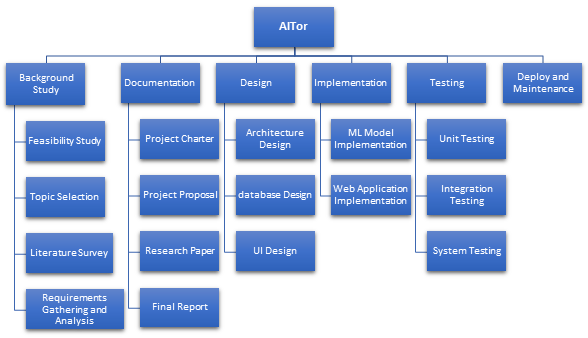 AITor
Background
Study
Documentation
Design
Implementation
Testing
Deploy and
Maintenance
Feasibility Study
Topic Selection
Literature Survey
Requirements
Gathering and
Analysis
Project Charter
Project Proposal
Research Paper
Final Report
Architecture
Design
database Design
UI Design
ML Model
Implementation
Web Application
Implementation
Unit Testing
Integration
Testing
System Testing